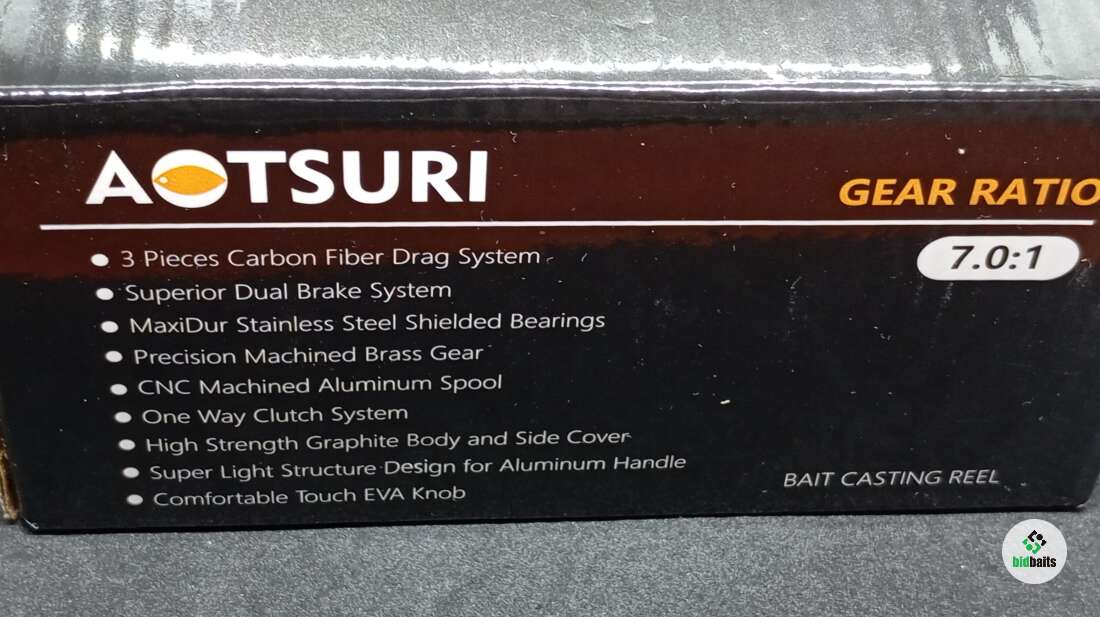 AOTSURI
GEAR RATIO
7.0:1
3 Pieces Carbon Fiber Drag System
Superior Dual Brake System
MaxiDur Stainless Steel Shielded Bearings
Precision Machined Brass Gear
CNC Machined Aluminum Spool
One Way Clutch System
High Strength Graphite Body and Side Cover
Super Light Structure Design for Aluminum Handle
Comfortable Touch EVA Knob
BAIT CASTING REEL
bidbaits